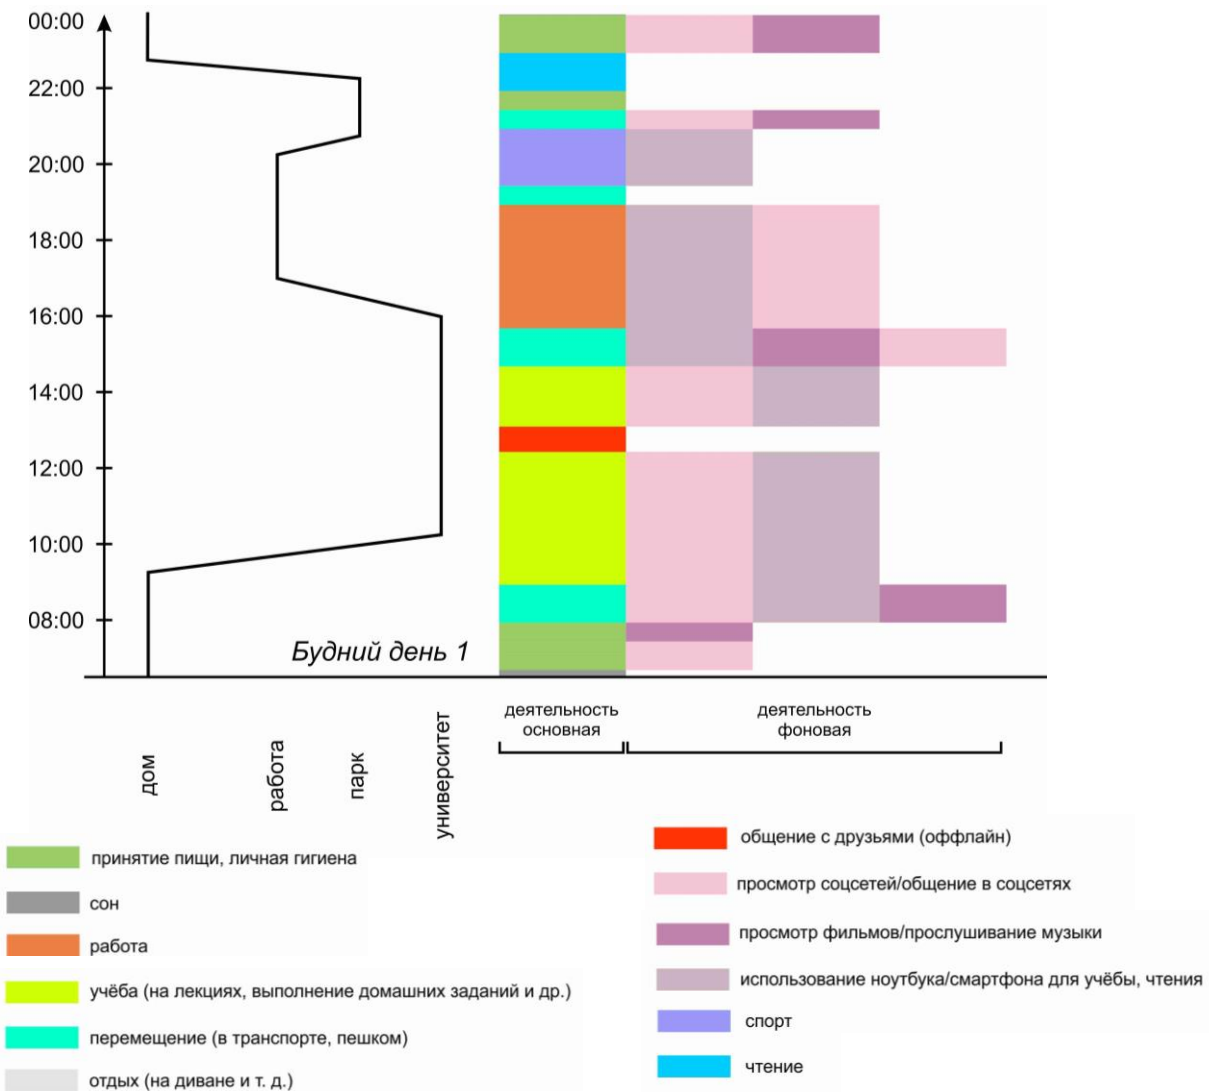 00:00
22:00
20:00
18:00
16:00
14:00
12:00
10:00
08:00
Будний день 1
дом
работа
парк
университет
деятельность
основная
деятельность
фоновая
принятие пищи, личная гигиена
сон
работа
учёба (на лекциях, выполнение домашних заданий и др.)
перемещение (в транспорте, пешком)
отдых (на диване и т. д.)
общение с друзьями (оффлайн)
просмотр соцсетей/общение в соцсетях
просмотр фильмов/прослушивание музыки
использование ноутбука/смартфона для учёбы, чтения
спорт
чтение